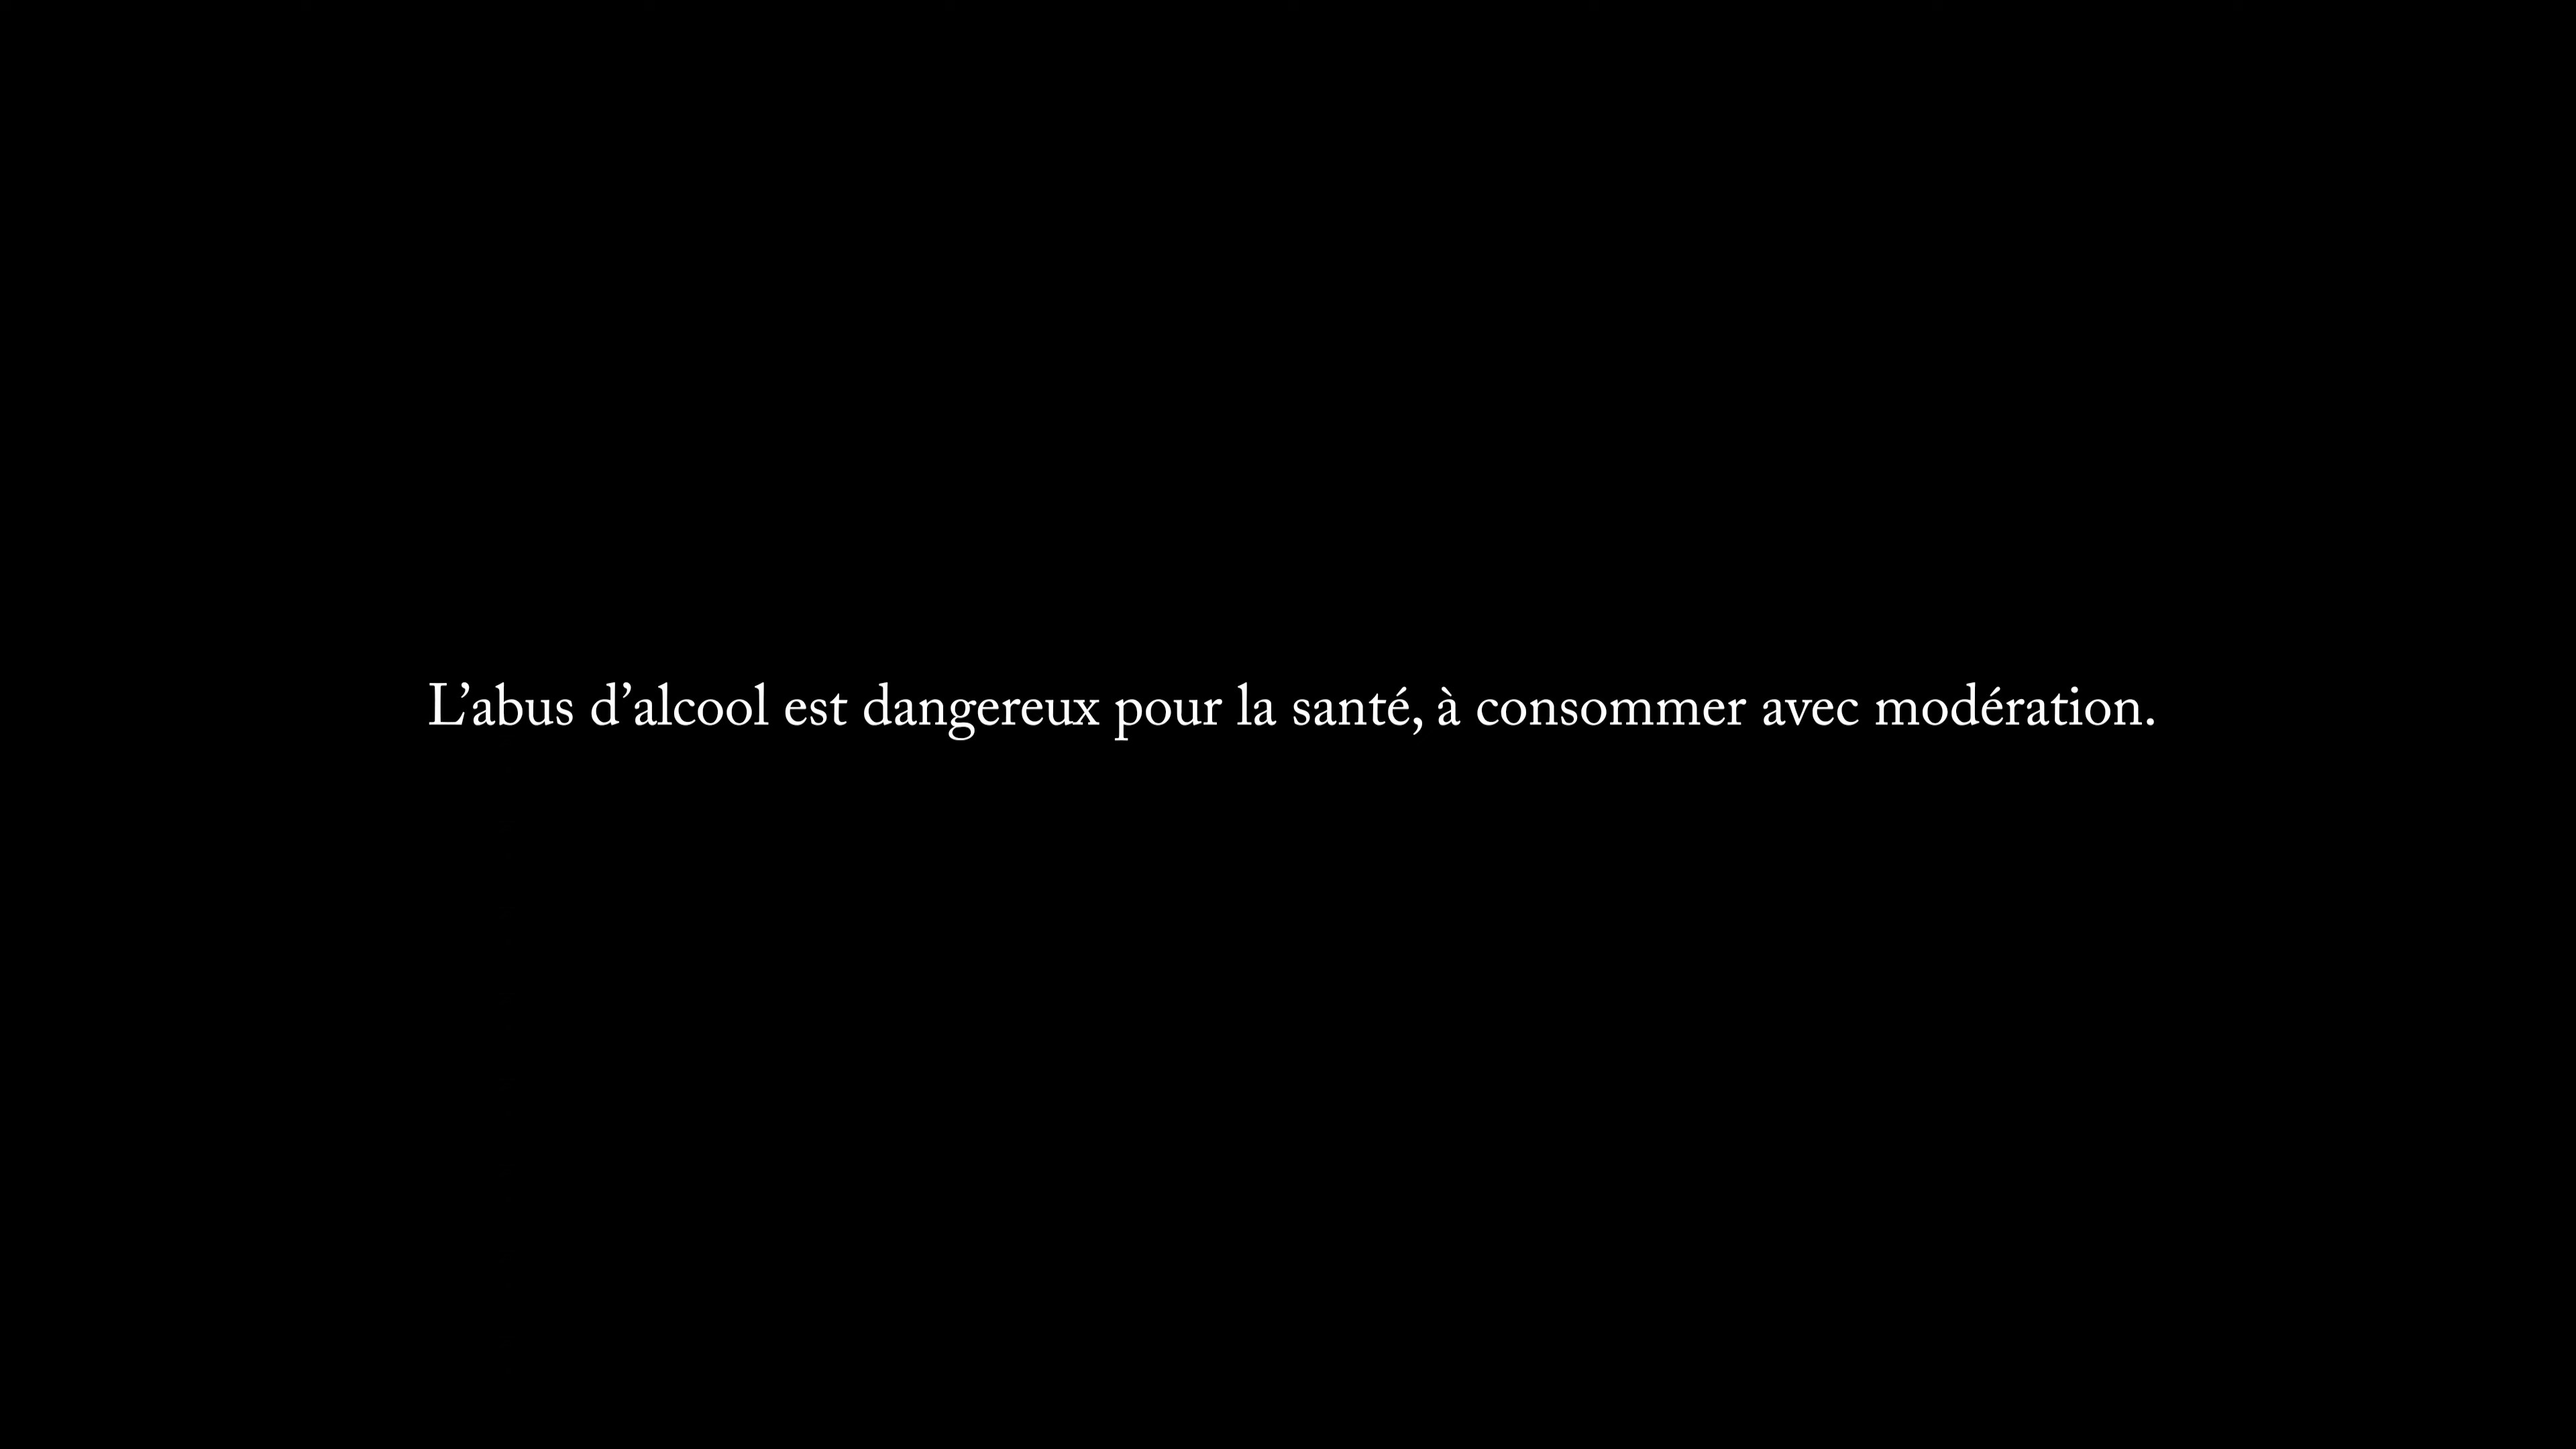 L’abus d’alcool est dangereux pour la santé, à consommer avec modération.